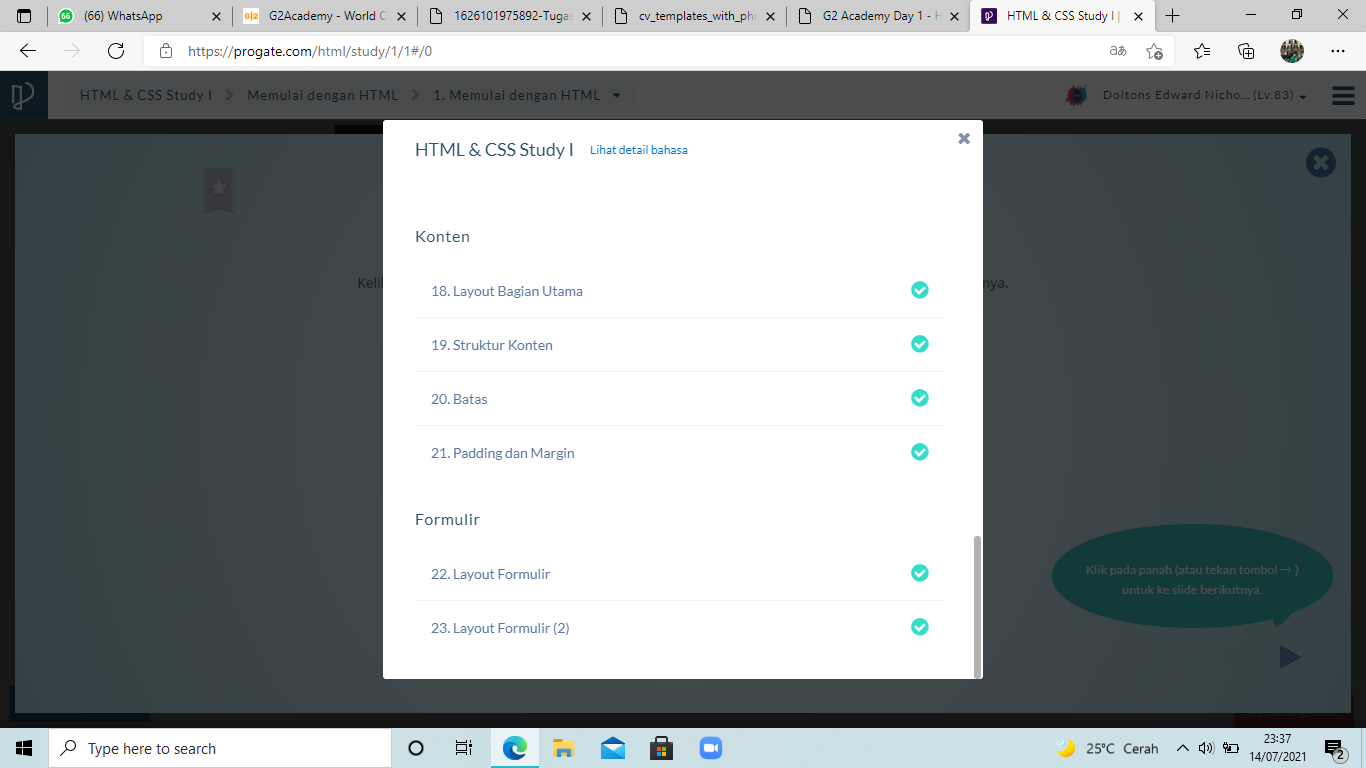 (66) WhatsApp
G2Academy - World C
1626101975892-Tugas
cv_templates_with_ph
G2 Academy Day 1 - H
HTML & CSS Study I |
https://progate.com/html/study/1/1#/0
HTML & CSS Study I > Memulai dengan HTML > 1. Memulai dengan HTML
Doltons Edward Nicho... (Lv.83)
HTML & CSS Study I Lihat detail bahasa
Konten
18. Layout Bagian Utama
19. Struktur Konten
20. Batas
21. Padding dan Margin
Formulir
22. Layout Formulir
23. Layout Formulir (2)
nya.
Klik pada panah (atau tekan tombol → )
untuk ke slide berikutnya.
Type here to search
25°C Cerah
23:37
14/07/2021
2